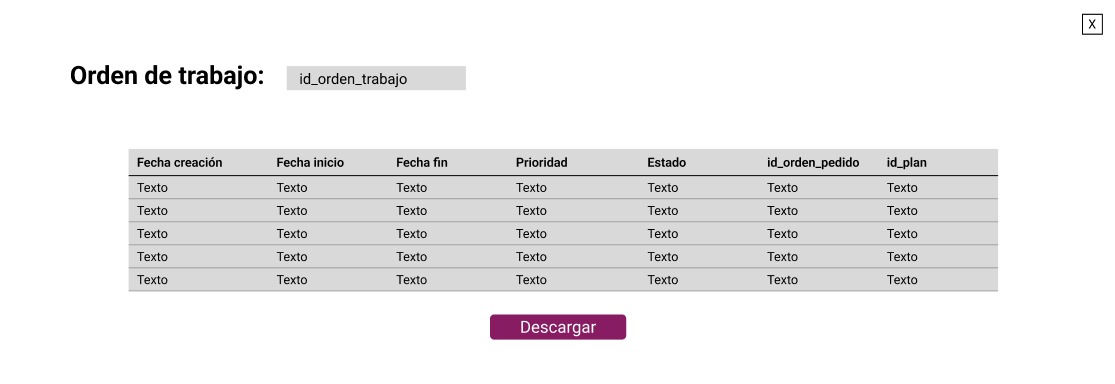 X
Orden de trabajo: id_orden_trabajo
Fecha creación Fecha inicio Fecha fin Prioridad Estado id_orden_pedido id_plan
Texto Texto Texto Texto Texto Texto Texto
Texto Texto Texto Texto Texto Texto Texto
Texto Texto Texto Texto Texto Texto Texto
Texto Texto Texto Texto Texto Texto Texto
Texto Texto Texto Texto Texto Texto Texto
Descargar